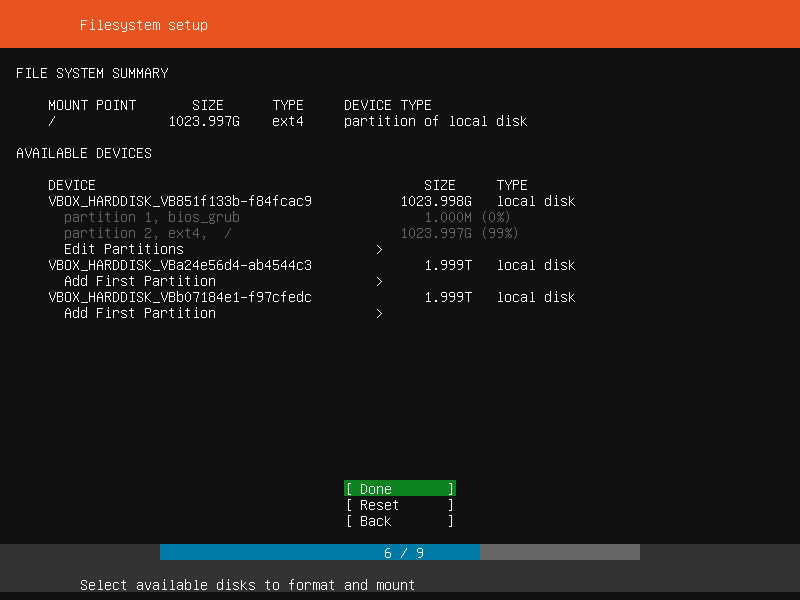 Filesystem setup
FILE SYSTEM SUMMARY
MOUNT POINT SIZE TYPE DEVICE TYPE
/ 1023.997G ext4 partition of local disk
AVAILABLE DEVICES
DEVICE SIZE TYPE
VBOX_HARDDISK_VB851f133b-f84fcac9 1023.998G local disk
partition 1, bios_grub 1.000M (0%)
partition 2, ext4, / 1023.997G (99%)
Edit Partitions >
VBOX_HARDDISK_VBa24e56d4-ab4544c3 1.999T local disk
Add First Partition >
VBOX_HARDDISK_VBb07184e1-f97cfedc 1.999T local disk
Add First Partition >
[ Done ]
[ Reset ]
[ Back ]
6 / 9
Select available disks to format and mount